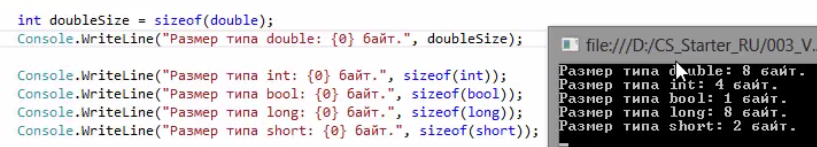 int doubleSize = sizeof(double);
Console.WriteLine("Размер типа double: {0} байт.", doubleSize);
Console.WriteLine("Размер типа int: {0} байт.", sizeof(int));
Console.WriteLine("Размер типа bool: {0} байт.", sizeof(bool));
Console.WriteLine("Размер типа long: {0} байт.", sizeof(long));
Console.WriteLine("Размер типа short: {0} байт.", sizeof(short));
file:///D:/CS_Starter_RU/003_V...
Размер типа double: 8 байт.
Размер типа int: 4 байт.
Размер типа bool: 1 байт.
Размер типа long: 8 байт.
Размер типа short: 2 байт.